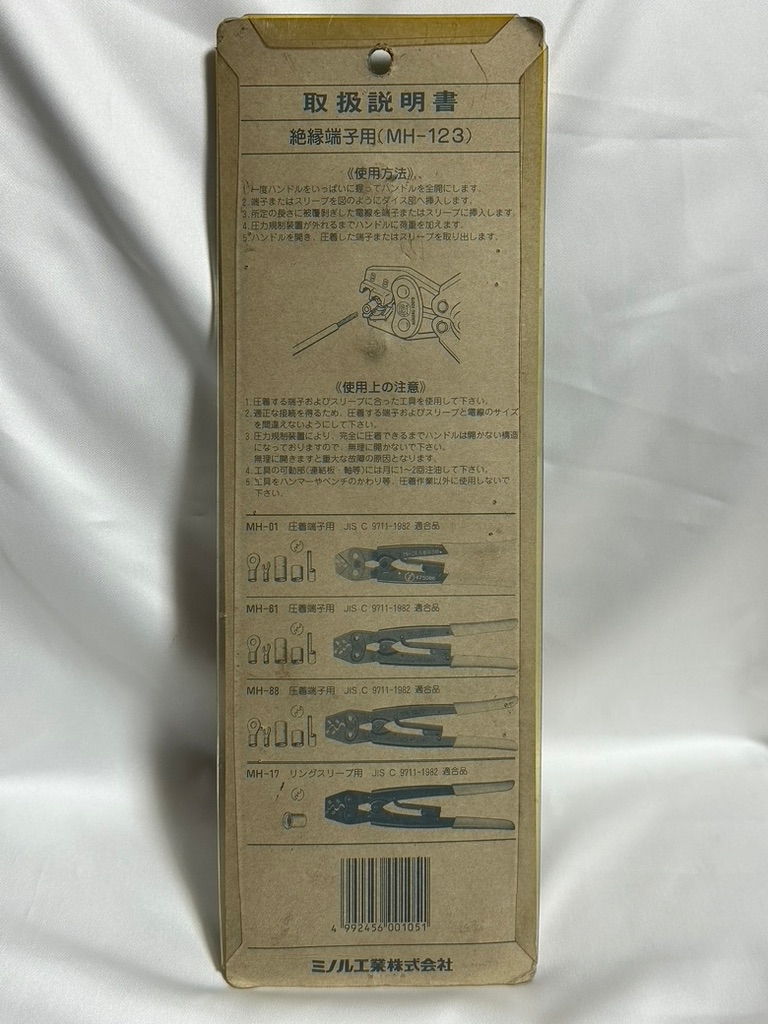 取扱説明書
絶縁端子用(MH-123)
《使用方法》
1.一度ハンドルをいっぱいに握ってハンドルを全開にします。
2.端子またはスリーブを図のようにダイス部へ挿入します。
3.所定の長さに被覆剥ぎした電線を端子またはスリーブに挿入します。
4.圧力規制装置が外れるまでハンドルに荷重を加えます。
5.ハンドルを開き、圧着した端子またはスリーブを取り出します。
《使用上の注意》
1.圧着する端子およびスリーブに合った工具を使用して下さい。
2.適正な接続を得るため、圧着する端子およびスリーブと電線のサイズ
を間違えないようにして下さい。
3.圧力規制装置により、完全に圧着できるまでハンドルは開かない構造
になっておりますので、無理に開かないで下さい。
無理に開きますと重大な故障の原因となります。
4.工具の可動部(連結板・軸等)には月に1〜2回注油して下さい。
5.工具をハンマーやペンチのかわり等、圧着作業以外に使用しないで
下さい。
MH-01 圧着端子用 JIS C 9711-1982 適合品
MH-61 圧着端子用 JIS C 9711-1982 適合品
MH-88 圧着端子用 JIS C 9711-1982 適合品
MH-17 リングスリーブ用 JIS C 9711-1982 適合品
4 992456 001051
ミノル工業株式会社